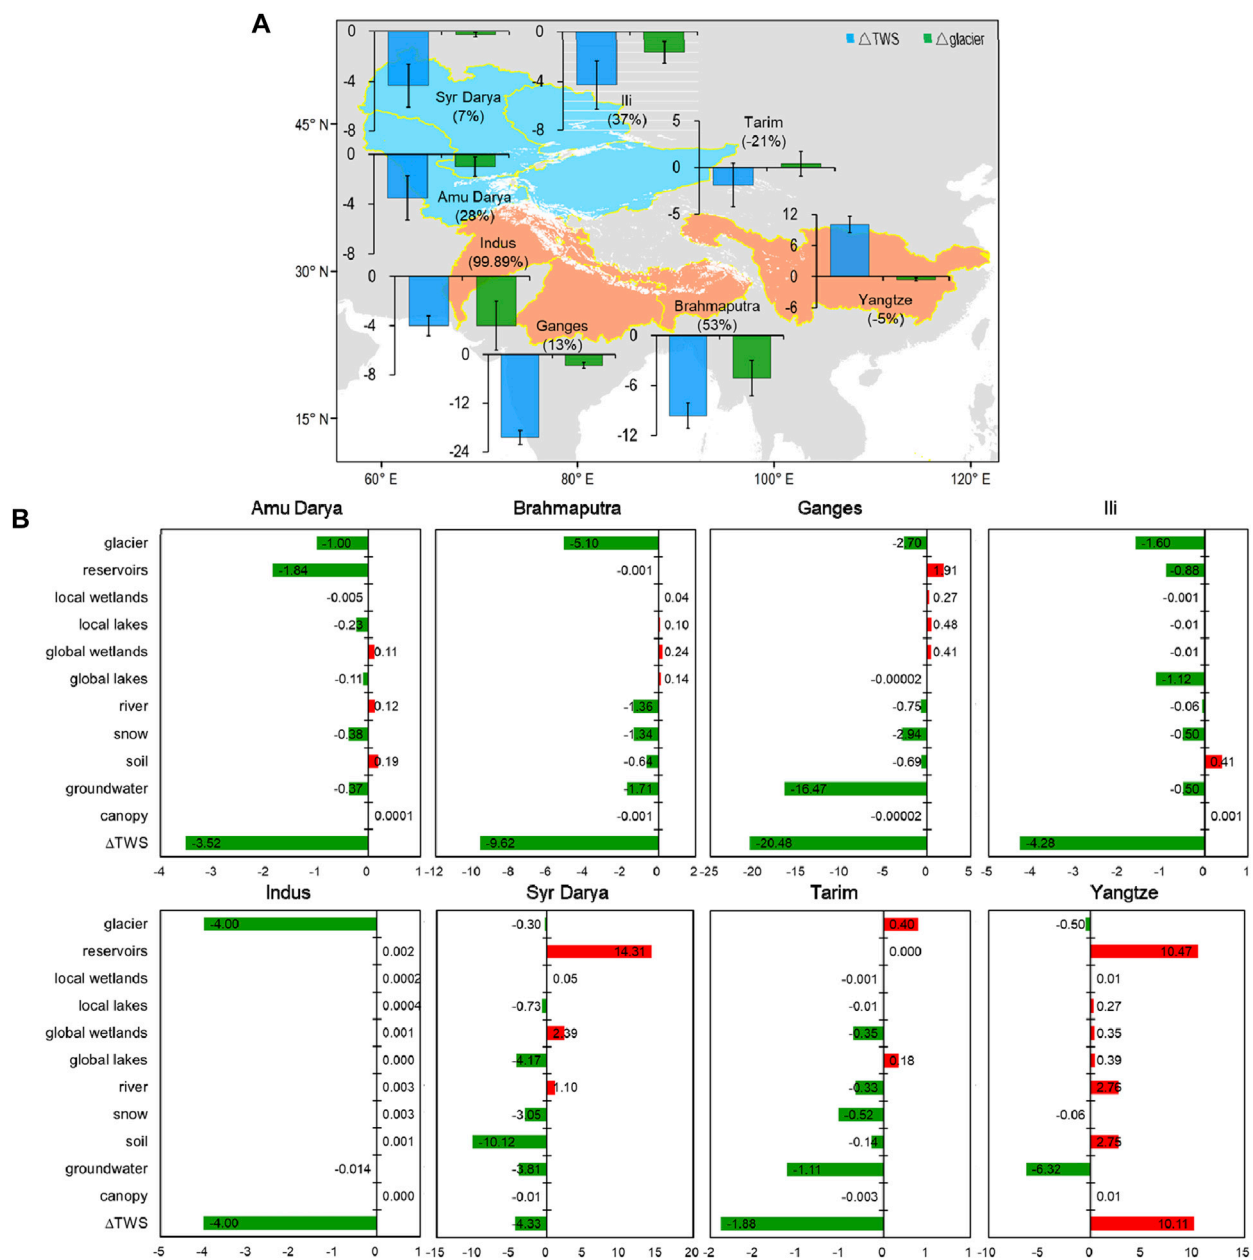 A
△TWS △glacier
0
-4
-8
Syr Darya
(7%)
0
-4
-8
Ili
(37%)
5
0
-5
Tarim
(-21%)
0
-4
-8
Amu Darya
(28%)
12
6
0
-6
Yangtze
(-5%)
0
-4
-8
Indus
(99.89%)
0
-12
-24
Ganges
(13%)
0
-6
-12
Brahmaputra
(53%)
45° N
30° N
15° N
60° E 80° E 100° E 120° E
B
Amu Darya Brahmaputra Ganges Ili
glacier -1.00 -5.10 -2.70 -1.60
reservoirs -1.84 -0.001 1.91 -0.88
local wetlands -0.005 0.04 0.27 -0.001
local lakes -0.23 0.10 0.48 -0.01
global wetlands 0.11 0.24 0.41 -0.01
global lakes -0.11 0.14 -0.00002 -1.12
river 0.12 -1.36 -0.75 -0.06
snow -0.38 -1.34 -2.94 -0.50
soil 0.19 -0.64 -0.69 0.41
groundwater -0.37 -1.71 -16.47 -0.50
canopy 0.0001 -0.001 -0.00002 0.001
ΔTWS -3.52 -9.62 -20.48 -4.28
-4 -3 -2 -1 0 1 -12 -10 -8 -6 -4 -2 0 2 -25 -20 -15 -10 -5 0 5 -5 -4 -3 -2 -1 0 1
Indus Syr Darya Tarim Yangtze
glacier -4.00 -0.30 0.40 -0.50
reservoirs 0.002 14.31 0.000 10.47
local wetlands 0.0002 0.05 -0.001 0.01
local lakes 0.0004 -0.73 -0.01 0.27
global wetlands 0.001 2.39 -0.35 0.35
global lakes 0.000 -4.17 0.18 0.39
river 0.003 1.10 -0.33 2.76
snow 0.003 -3.05 -0.52 -0.06
soil 0.001 -10.12 -0.14 2.75
groundwater -0.014 -3.81 -1.11 -6.32
canopy 0.000 -0.01 -0.003 0.01
ΔTWS -4.00 -4.33 -1.88 10.11
-5 -4 -3 -2 -1 0 1 -15 -10 -5 0 5 10 15 20 -2 -2 -1 -1 0 1 1 -10 -5 0 5 10 15